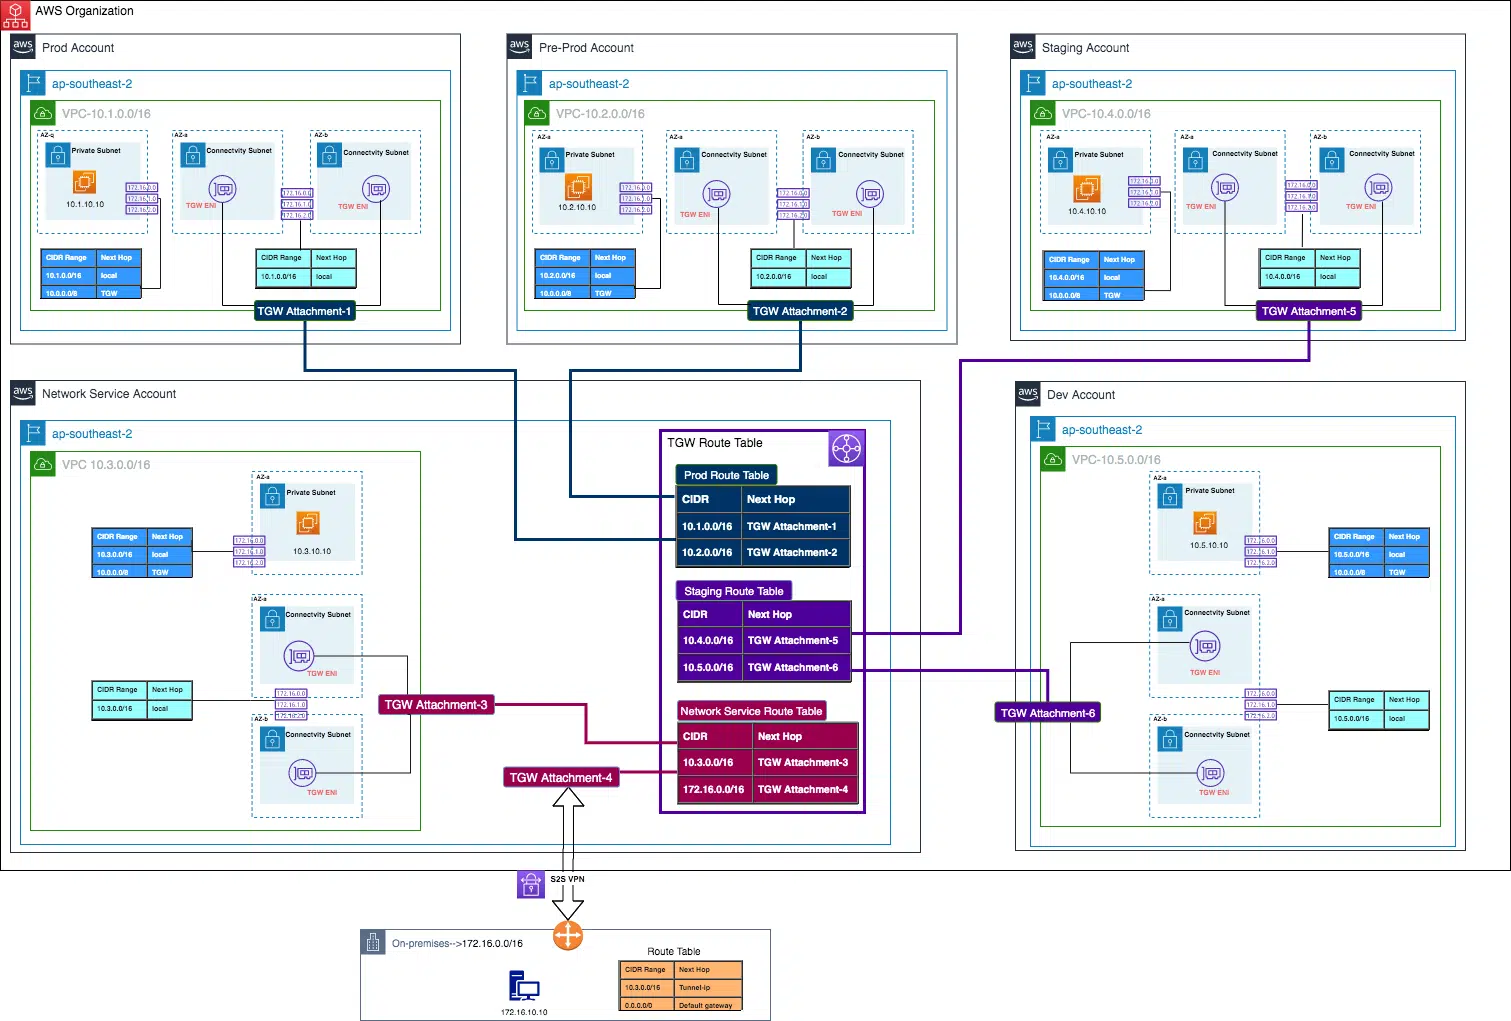 AWS Organization
aws Prod Account
ap-southeast-2
VPC-10.1.0.0/16
AZ-q
Private Subnet
10.1.10.10
172.16.0.0
172.16.1.0
172.16.2.0
AZ-a
Connectvity Subnet
TGW ENI
172.16.0.0
172.16.1.0
172.16.2.0
AZ-b
Connectvity Subnet
TGW ENI
CIDR Range Next Hop
10.1.0.0/16 local
10.0.0.0/8 TGW
CIDR Range Next Hop
10.1.0.0/16 local
TGW Attachment-1
aws Pre-Prod Account
ap-southeast-2
VPC-10.2.0.0/16
AZ-a
Private Subnet
10.2.10.10
172.16.0.0
172.16.1.0
172.16.2.0
AZ-a
Connectvity Subnet
TGW ENI
172.16.0.0
172.16.1.0
172.16.2.0
AZ-b
Connectvity Subnet
TGW ENI
CIDR Range Next Hop
10.2.0.0/16 local
10.0.0.0/8 TGW
CIDR Range Next Hop
10.2.0.0/16 local
TGW Attachment-2
aws Staging Account
ap-southeast-2
VPC-10.4.0.0/16
AZ-a
Private Subnet
10.4.10.10
172.16.0.0
172.16.1.0
172.16.2.0
AZ-a
Connectvity Subnet
TGW ENI
172.16.0.0
172.16.1.0
172.16.2.0
AZ-b
Connectvity Subnet
TGW ENI
CIDR Range Next Hop
10.4.0.0/16 local
10.0.0.0/8 TGW
CIDR Range Next Hop
10.4.0.0/16 local
TGW Attachment-5
aws Network Service Account
ap-southeast-2
VPC 10.3.0.0/16
AZ-a
Private Subnet
10.3.10.10
172.16.0.0
172.16.1.0
172.16.2.0
CIDR Range Next Hop
10.3.0.0/16 local
10.0.0.0/8 TGW
AZ-a
Connectvity Subnet
TGW ENI
172.16.0.0
172.16.1.0
172.16.2.0
CIDR Range Next Hop
10.3.0.0/16 local
AZ-b
Connectvity Subnet
TGW ENI
TGW Attachment-3
TGW Attachment-4
TGW Route Table
Prod Route Table
CIDR Next Hop
10.1.0.0/16 TGW Attachment-1
10.2.0.0/16 TGW Attachment-2
Staging Route Table
CIDR Next Hop
10.4.0.0/16 TGW Attachment-5
10.5.0.0/16 TGW Attachment-6
Network Service Route Table
CIDR Next Hop
10.3.0.0/16 TGW Attachment-3
172.16.0.0/16 TGW Attachment-4
aws Dev Account
ap-southeast-2
VPC-10.5.0.0/16
AZ-a
Private Subnet
10.5.10.10
172.16.0.0
172.16.1.0
172.16.2.0
CIDR Range Next Hop
10.5.0.0/16 local
10.0.0.0/8 TGW
AZ-a
Connectvity Subnet
TGW ENI
172.16.0.0
172.16.1.0
172.16.2.0
CIDR Range Next Hop
10.5.0.0/16 local
AZ-b
Connectvity Subnet
TGW ENI
TGW Attachment-6
S2S VPN
On-premises-->172.16.0.0/16
172.16.10.10
Route Table
CIDR Range Next Hop
10.3.0.0/16 Tunnel-ip
0.0.0.0/0 Default gateway